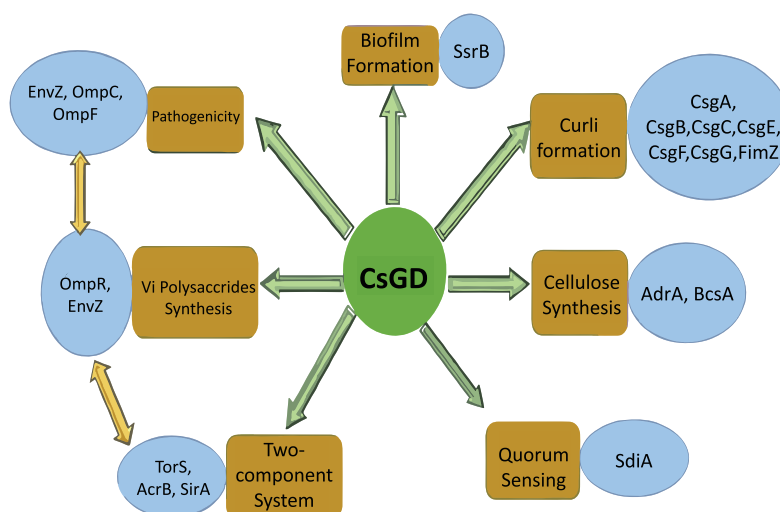 Biofilm
Formation
SsrB
EnvZ, OmpC,
OmpF
Pathogenicity
Curli
formation
CsgA,
CsgB,CsgC,CsgE,
CsgF,CsgG,FimZ
OmpR,
EnvZ
Vi Polysaccrides
Synthesis
CsGD
Cellulose
Synthesis
AdrA, BcsA
TorS,
AcrB, SirA
Two-
component
System
Quorum
Sensing
SdiA